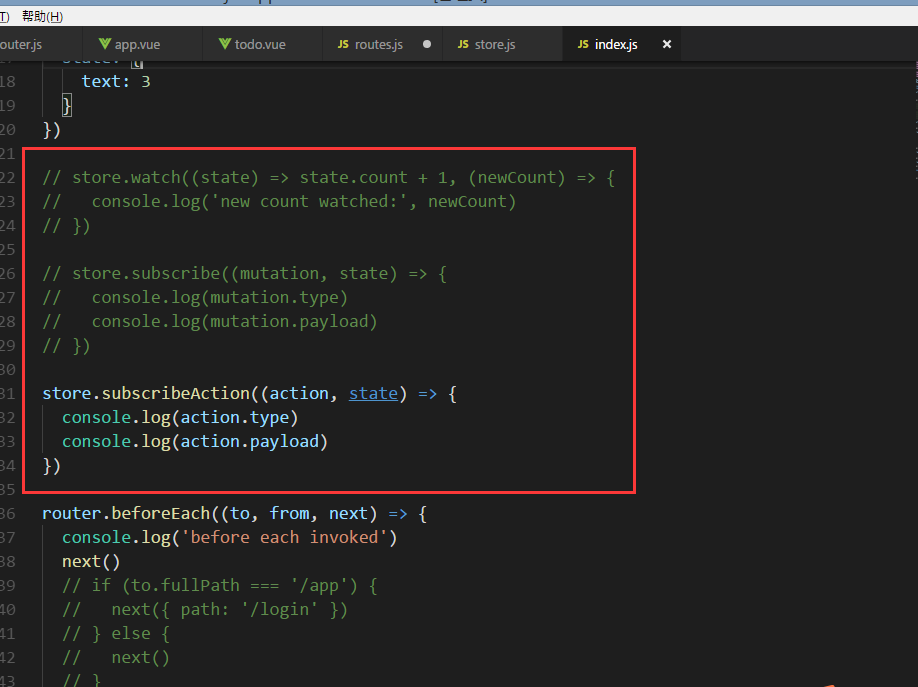 T) 帮助(H)
outer.js app.vue todo.vue JS routes.js ● JS store.js JS index.js ×
18 text: 3
19 }
20 })
21
22 // store.watch((state) => state.count + 1, (newCount) => {
23 //   console.log('new count watched:', newCount)
24 // })
25
26 // store.subscribe((mutation, state) => {
27 //   console.log(mutation.type)
28 //   console.log(mutation.payload)
29 // })
30
31 store.subscribeAction((action, state) => {
32   console.log(action.type)
33   console.log(action.payload)
34 })
35
36 router.beforeEach((to, from, next) => {
37   console.log('before each invoked')
38   next()
39   // if (to.fullPath === '/app') {
40   //   next({ path: '/login' })
41   // } else {
42   //   next()
43   // }